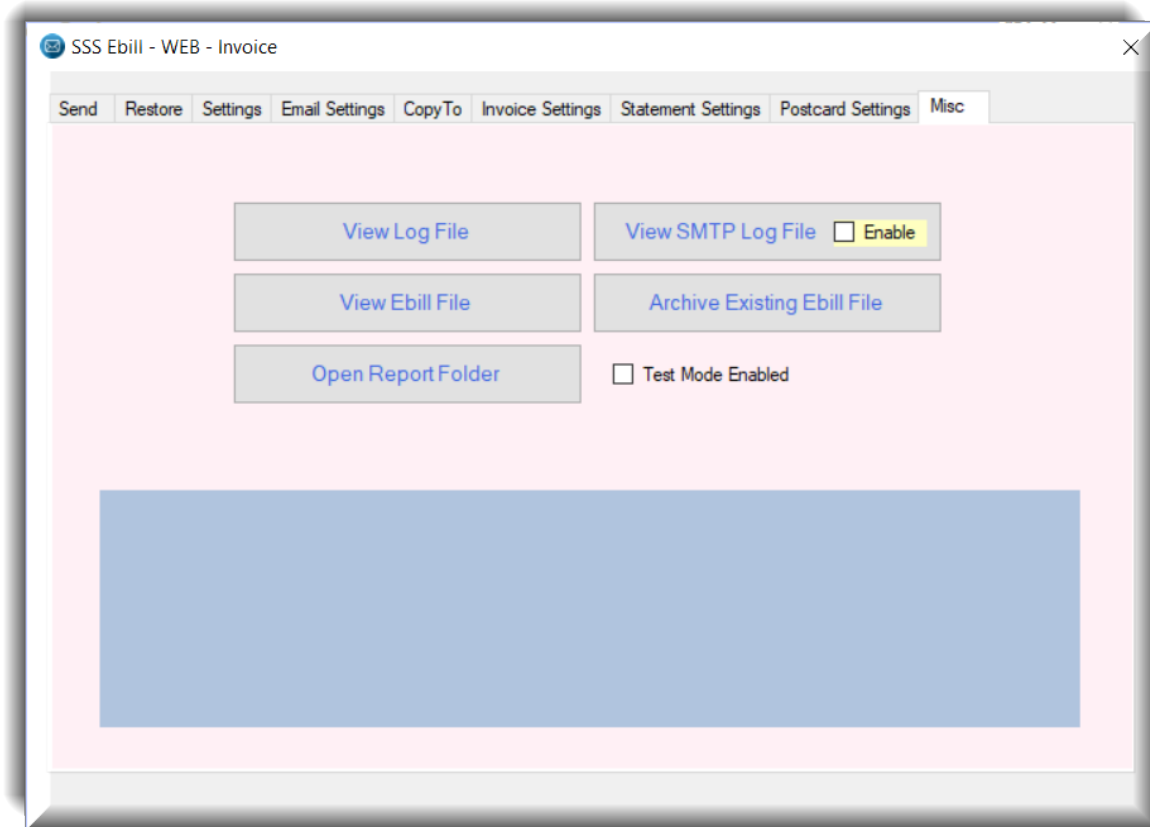 SSS Ebill - WEB - Invoice
Send Restore Settings Email Settings CopyTo Invoice Settings Statement Settings Postcard Settings Misc
View Log File View SMTP Log File Enable
View Ebill File Archive Existing Ebill File
Open Report Folder Test Mode Enabled